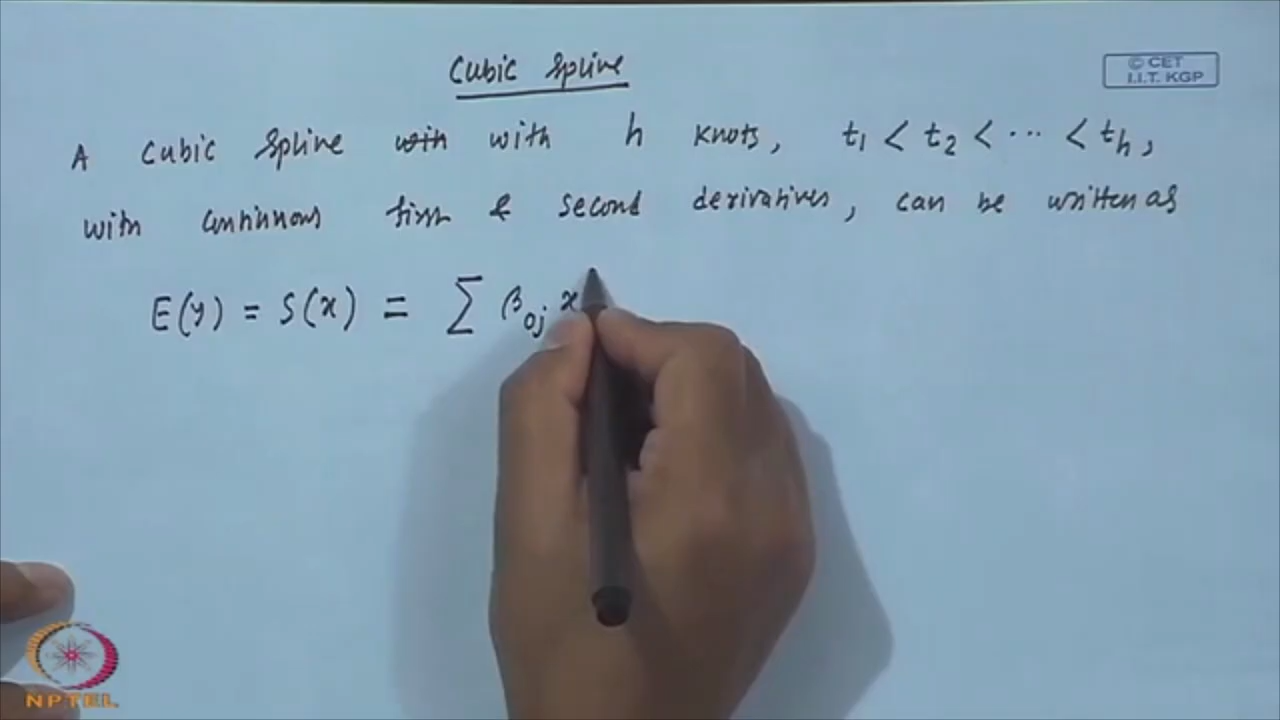 Cubic Spline
© CET
I.I.T. KGP
A Cubic Spline with with h knots, t₁ < t₂ < ⋯ < tₕ,
with continuous first & second derivatives, can be written as
E(y) = S(x) = ∑ β₀ⱼ x
NPTEL